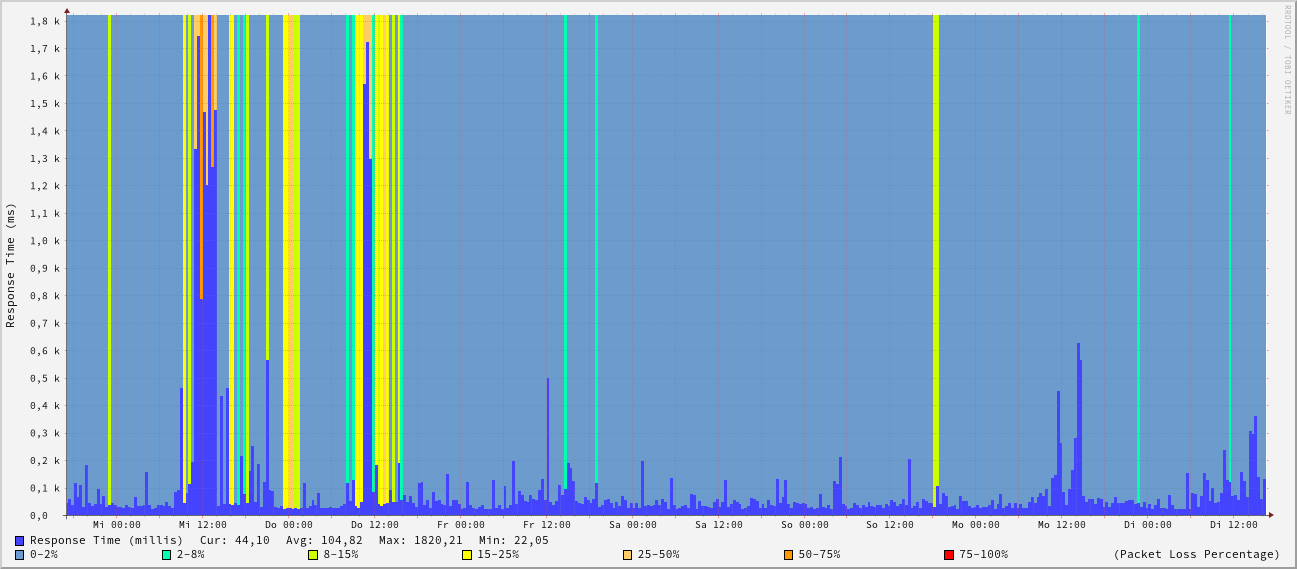 1,8 k
1,7 k
1,6 k
1,5 k
1,4 k
1,3 k
1,2 k
1,1 k
1,0 k
0,9 k
0,8 k
0,7 k
0,6 k
0,5 k
0,4 k
0,3 k
0,2 k
0,1 k
0,0
Response Time (ms)
RRDTOOL / TOBI OETIKER
Mi 00:00 Mi 12:00 Do 00:00 Do 12:00 Fr 00:00 Fr 12:00 Sa 00:00 Sa 12:00 So 00:00 So 12:00 Mo 00:00 Mo 12:00 Di 00:00 Di 12:00
Response Time (millis) Cur: 44,10 Avg: 104,82 Max: 1820,21 Min: 22,05
0-2% 2-8% 8-15% 15-25% 25-50% 50-75% 75-100% (Packet Loss Percentage)